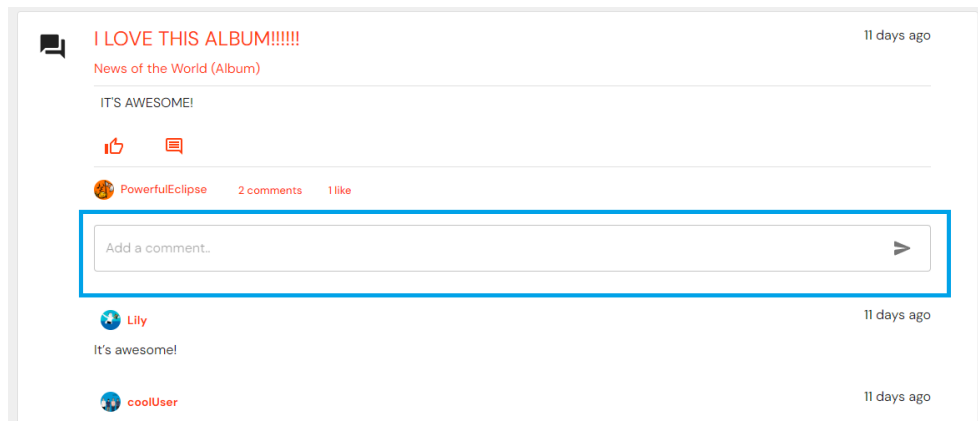 I LOVE THIS ALBUM!!!!!! 11 days ago
News of the World (Album)
IT'S AWESOME!
PowerfulEclipse 2 comments 1 like
Add a comment..
Lily 11 days ago
It's awesome!
coolUser 11 days ago